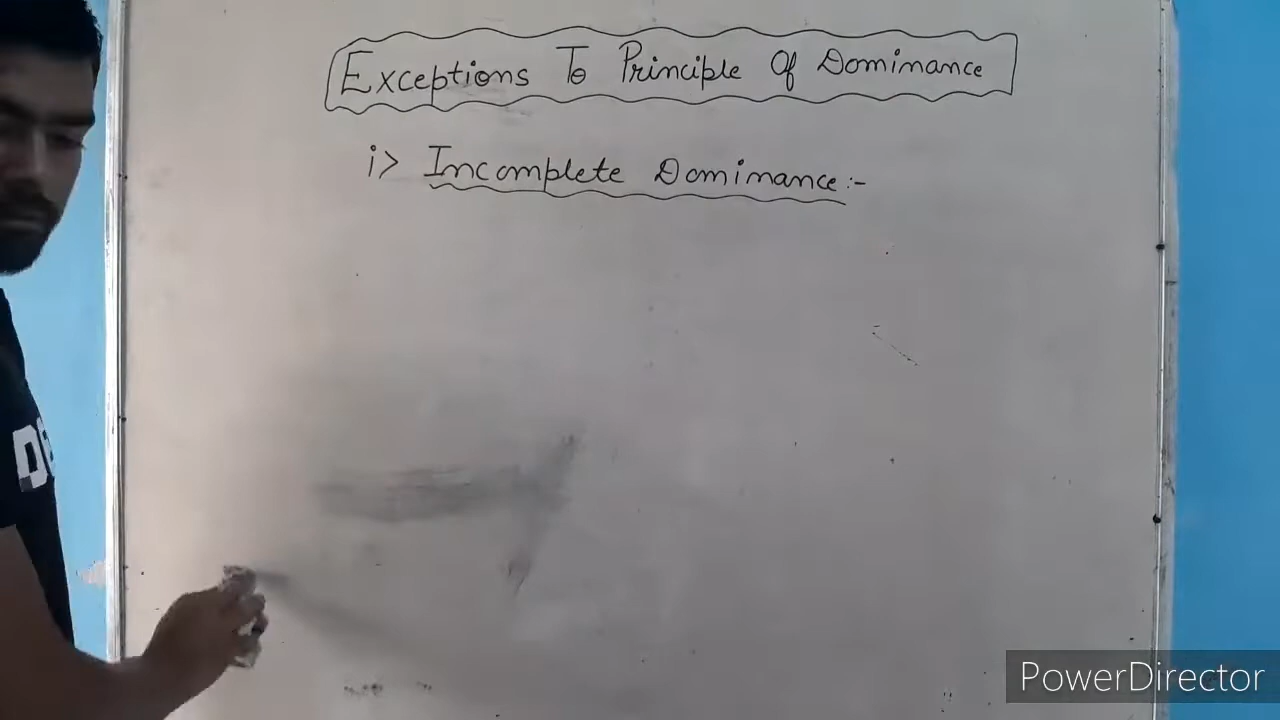 Exceptions To Principle Of Dominance
i> Incomplete Dominance:-
PowerDirector